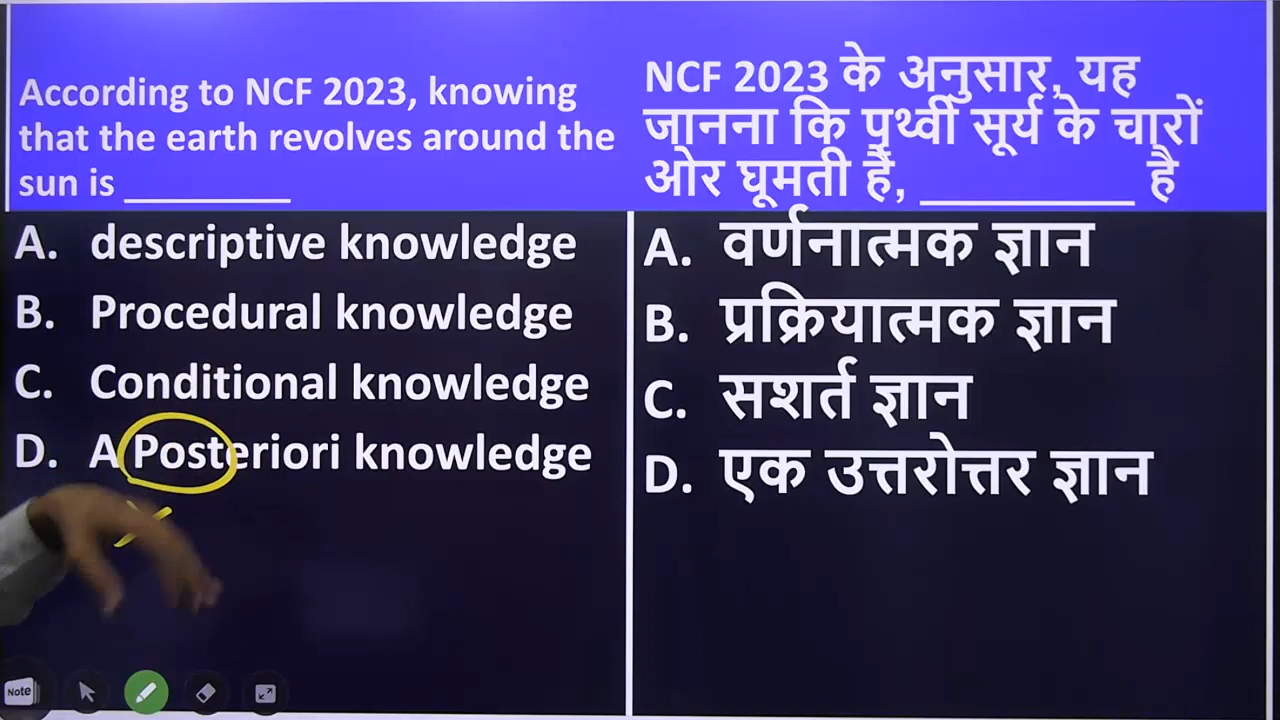 According to NCF 2023, knowing
that the earth revolves around the
sun is __________
NCF 2023 के अनुसार, यह
जानना कि पृथ्वी सूर्य के चारों
ओर घूमती है, __________ है
A. descriptive knowledge
B. Procedural knowledge
C. Conditional knowledge
D. A Posteriori knowledge
A. वर्णनात्मक ज्ञान
B. प्रक्रियात्मक ज्ञान
C. सशर्त ज्ञान
D. एक उत्तरोत्तर ज्ञान
Note